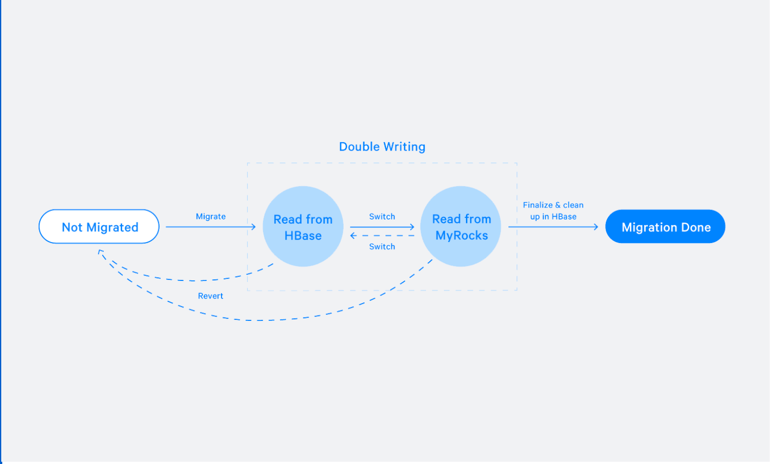 Double Writing
Not Migrated
Migrate
Read from
HBase
Switch
Switch
Read from
MyRocks
Finalize & clean
up in HBase
Migration Done
Revert